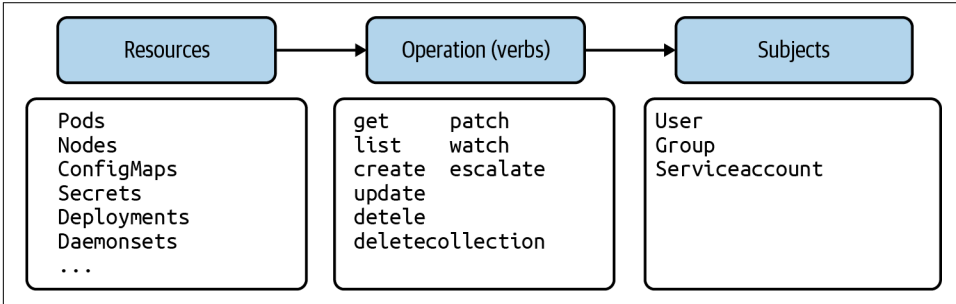 Resources
Operation (verbs)
Subjects
Pods
Nodes
ConfigMaps
Secrets
Deployments
Daemonsets
...
get patch
list watch
create escalate
update
detele
deletecollection
User
Group
Serviceaccount